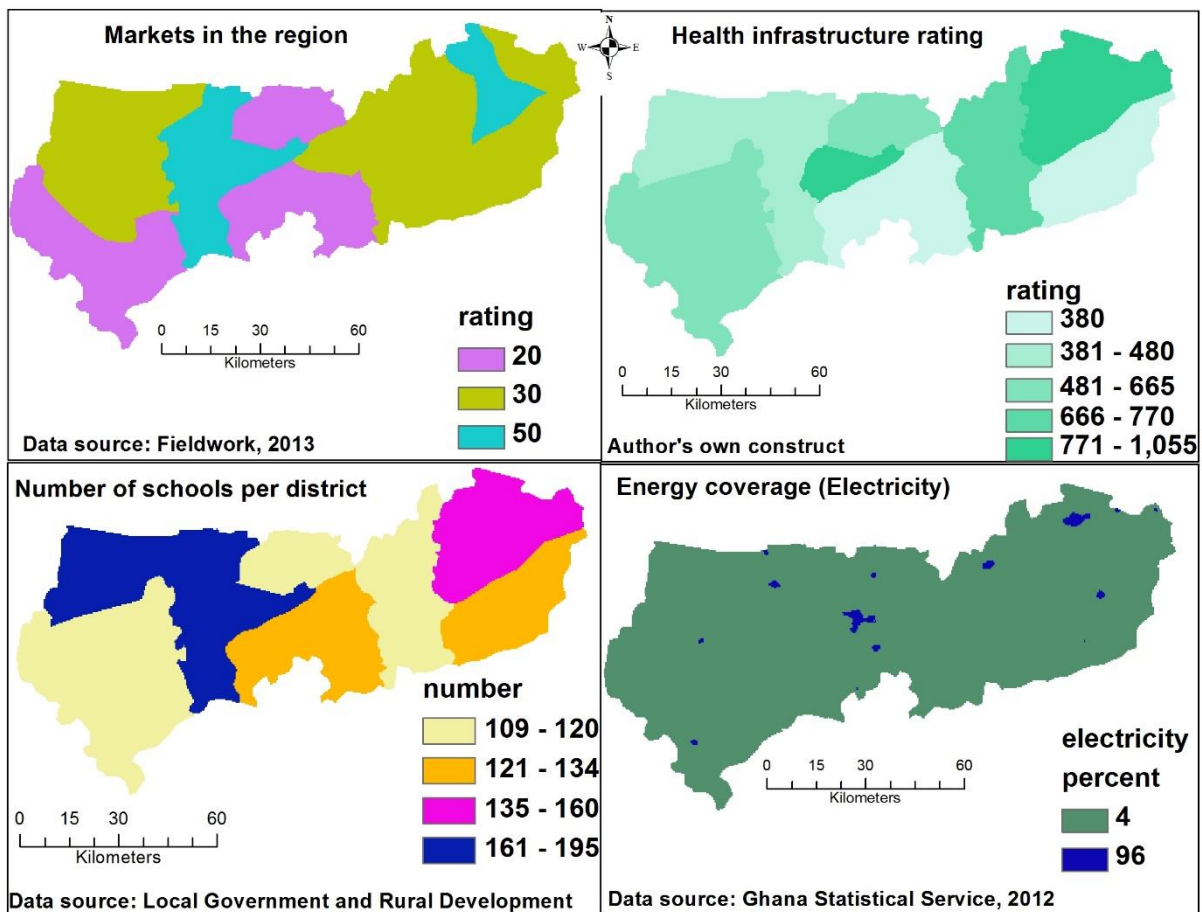 Markets in the region
rating
20
30
50
0 15 30 60
Kilometers
Data source: Fieldwork, 2013
N
W E
S
Health infrastructure rating
rating
380
381 - 480
481 - 665
666 - 770
771 - 1,055
0 15 30 60
Kilometers
Author's own construct
Number of schools per district
number
109 - 120
121 - 134
135 - 160
161 - 195
0 15 30 60
Kilometers
Data source: Local Government and Rural Development
Energy coverage (Electricity)
electricity
percent
4
96
0 15 30 60
Kilometers
Data source: Ghana Statistical Service, 2012